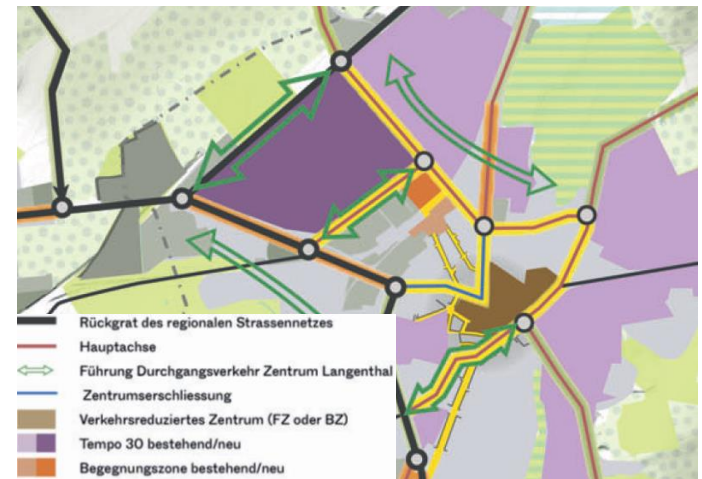 Rückgrat des regionalen Strassennetzes
Hauptachse
Führung Durchgangsverkehr Zentrum Langenthal
Zentrumserschliessung
Verkehrsreduziertes Zentrum (FZ oder BZ)
Tempo 30 bestehend/neu
Begegnungszone bestehend/neu